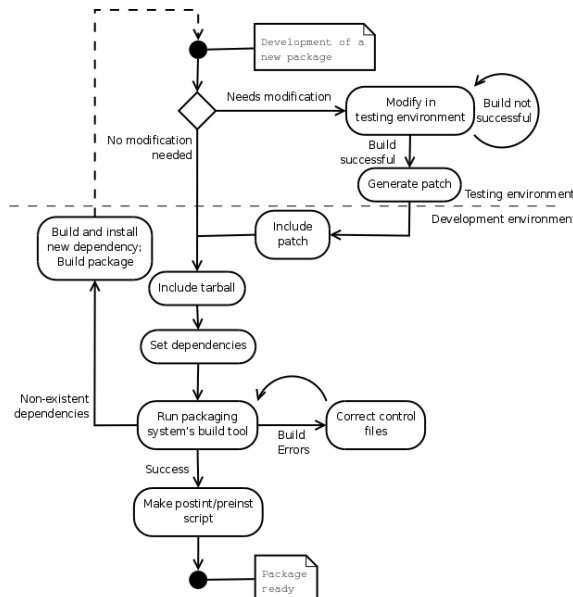 Development of a
new package
Needs modification
Modify in
testing environment
Build not
successful
No modification
needed
Build
successful
Generate patch
Testing environment
Development environment
Build and install
new dependency;
Build package
Include
patch
Include tarball
Set dependencies
Non-existent
dependencies
Run packaging
system's build tool
Build
Errors
Correct control
files
Success
Make postint/preinst
script
Package
ready